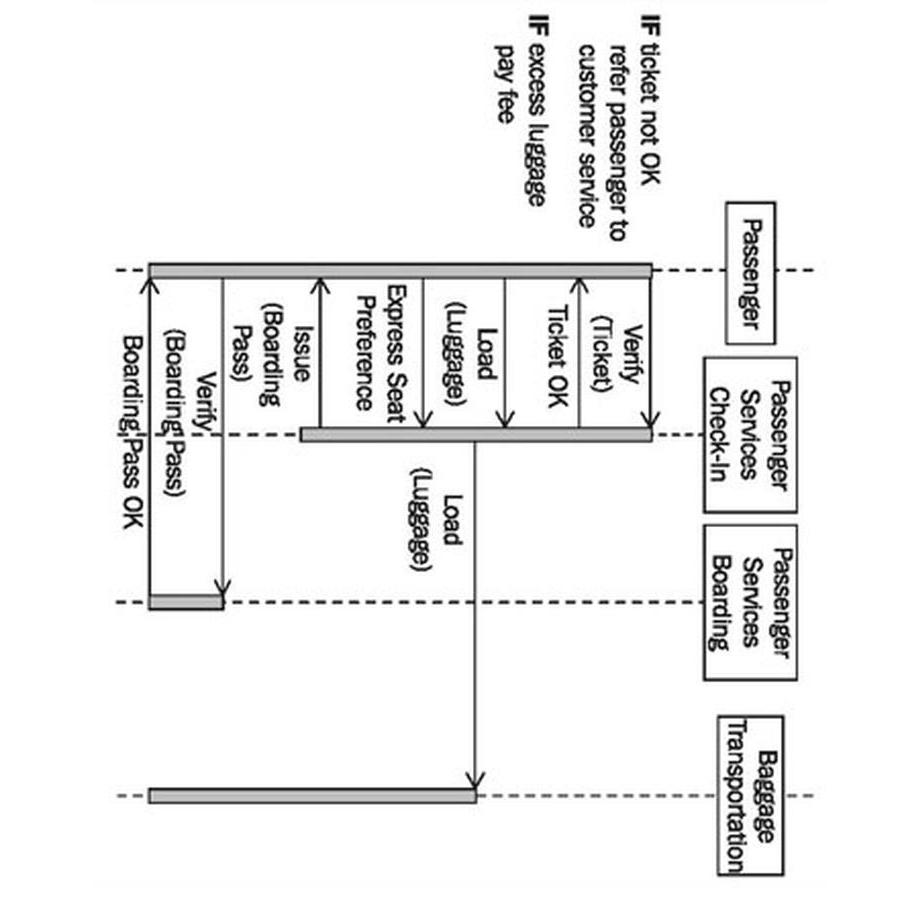 Passenger
Passenger
Services
Check-In
Passenger
Services
Boarding
Baggage
Transportation
IF ticket not OK
refer passenger to
customer service
IF excess luggage
pay fee
Verify
(Ticket)
Ticket OK
Load
(Luggage)
Load
(Luggage)
Express Seat
Preference
Issue
(Boarding
Pass)
Verify
(Boarding Pass)
Boarding Pass OK